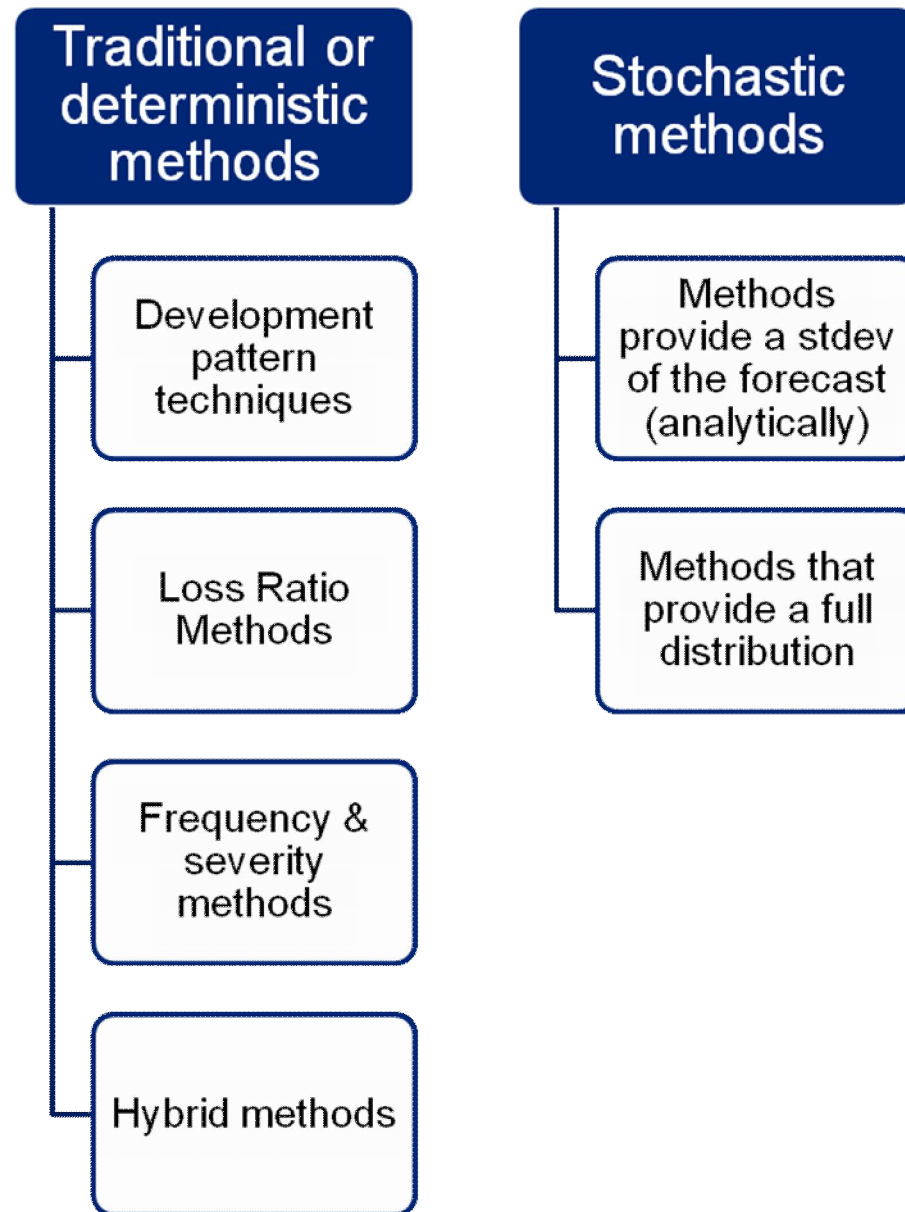 Traditional or
deterministic
methods
Development
pattern
techniques
Loss Ratio
Methods
Frequency &
severity
methods
Hybrid methods
Stochastic
methods
Methods
provide a stdev
of the forecast
(analytically)
Methods that
provide a full
distribution